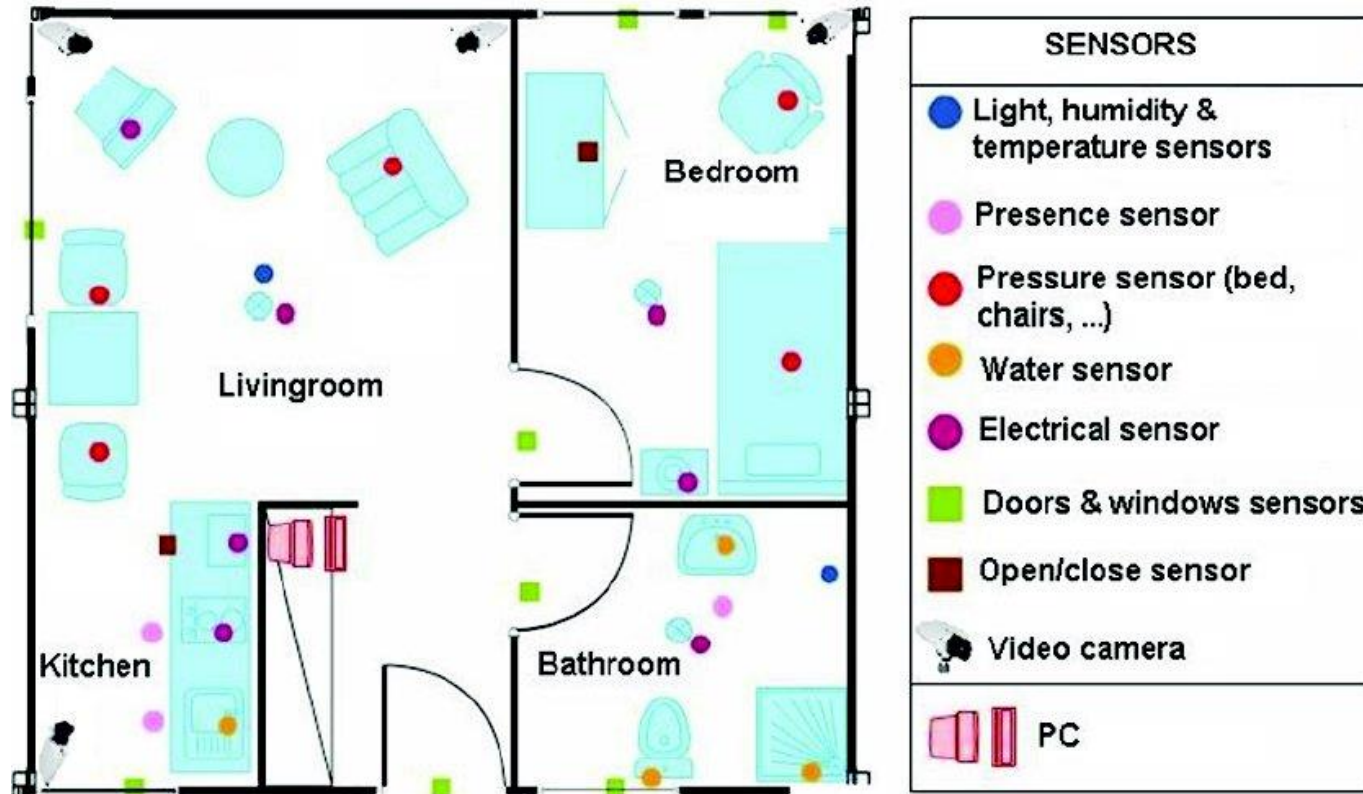 Livingroom
Bedroom
Kitchen
Bathroom
SENSORS
Light, humidity &
temperature sensors
Presence sensor
Pressure sensor (bed,
chairs, ...)
Water sensor
Electrical sensor
Doors & windows sensors
Open/close sensor
Video camera
PC